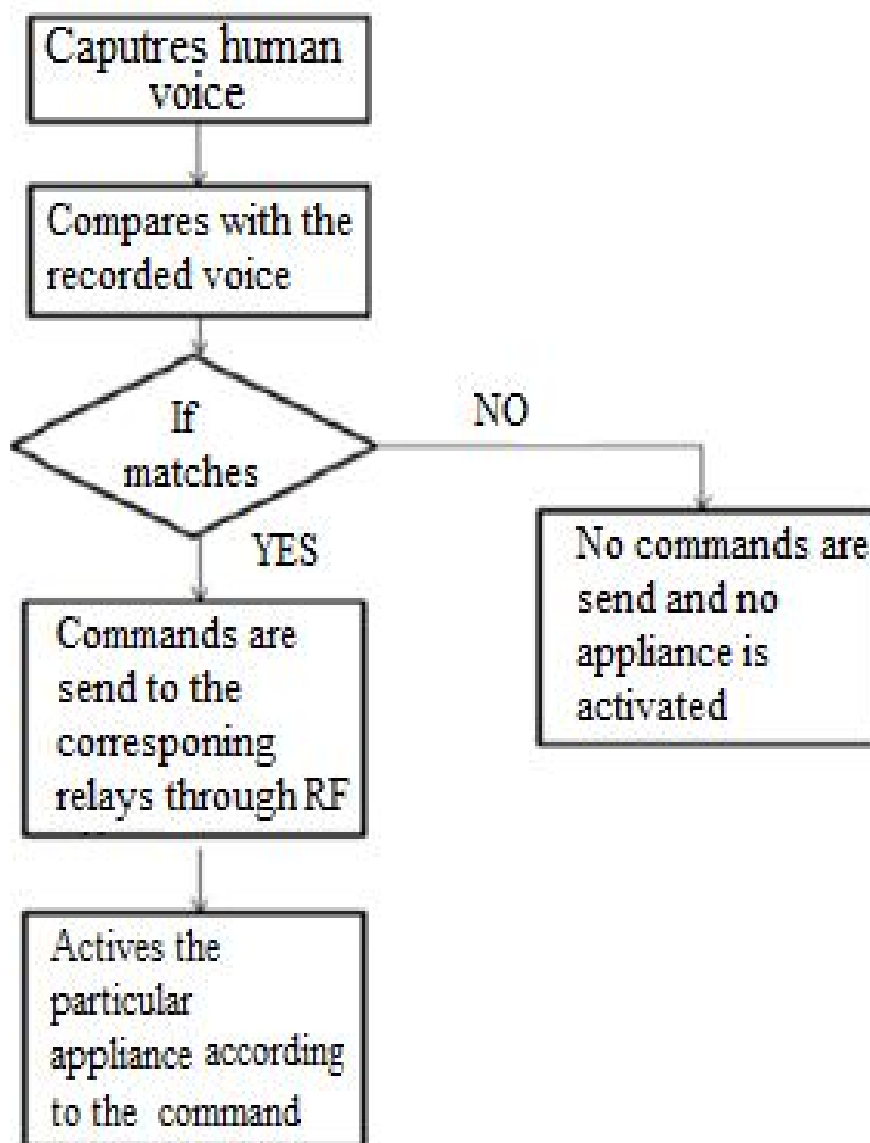 Caputres human
voice
Compares with the
recorded voice
If
matches
NO
YES
No commands are
send and no
appliance is
activated
Commands are
send to the
corresponing
relays through RF
Actives the
particular
appliance according
to the command